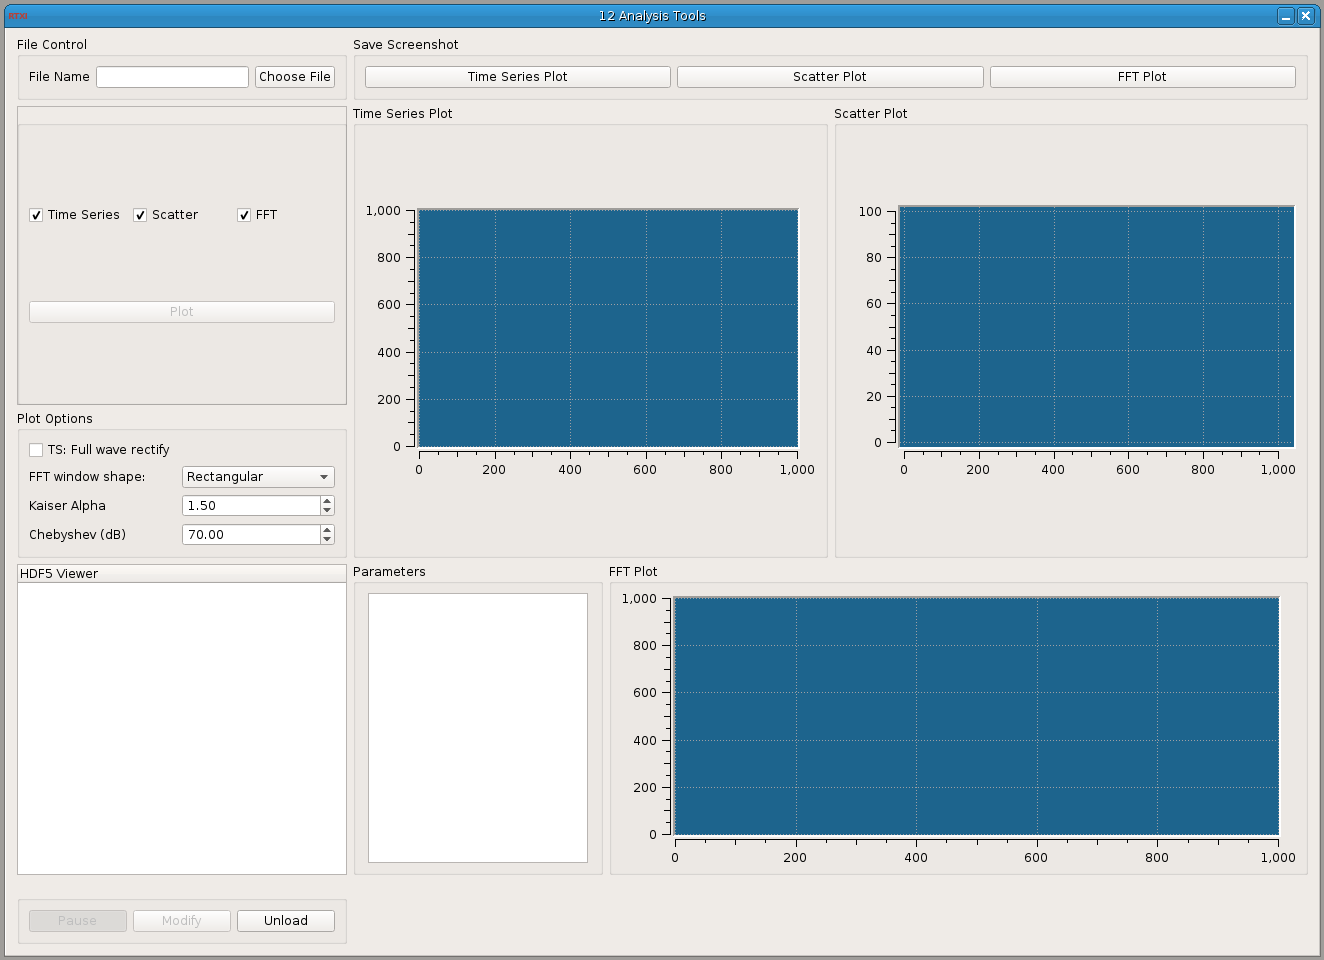 RTXI
12 Analysis Tools
File Control
File Name
Choose File
Save Screenshot
Time Series Plot
Scatter Plot
FFT Plot
Time Series
Scatter
FFT
Plot
Plot Options
TS: Full wave rectify
FFT window shape:
Rectangular
Kaiser Alpha
1.50
Chebyshev (dB)
70.00
Time Series Plot
1,000
800
600
400
200
0
0 200 400 600 800 1,000
Scatter Plot
100
80
60
40
20
0
0 200 400 600 800 1,000
HDF5 Viewer
Parameters
FFT Plot
1,000
800
600
400
200
0
0 200 400 600 800 1,000
Pause
Modify
Unload